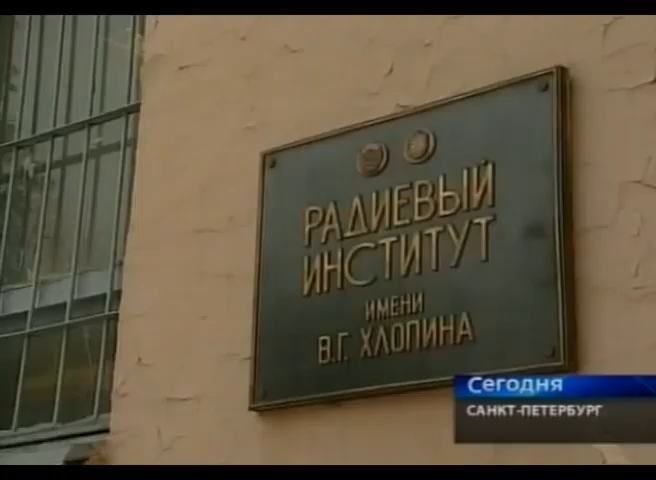 РАДИЕВЫЙ
ИНСТИТУТ
ИМЕНИ
В.Г. ХЛОПИНА
Сегодня
САНКТ-ПЕТЕРБУРГ